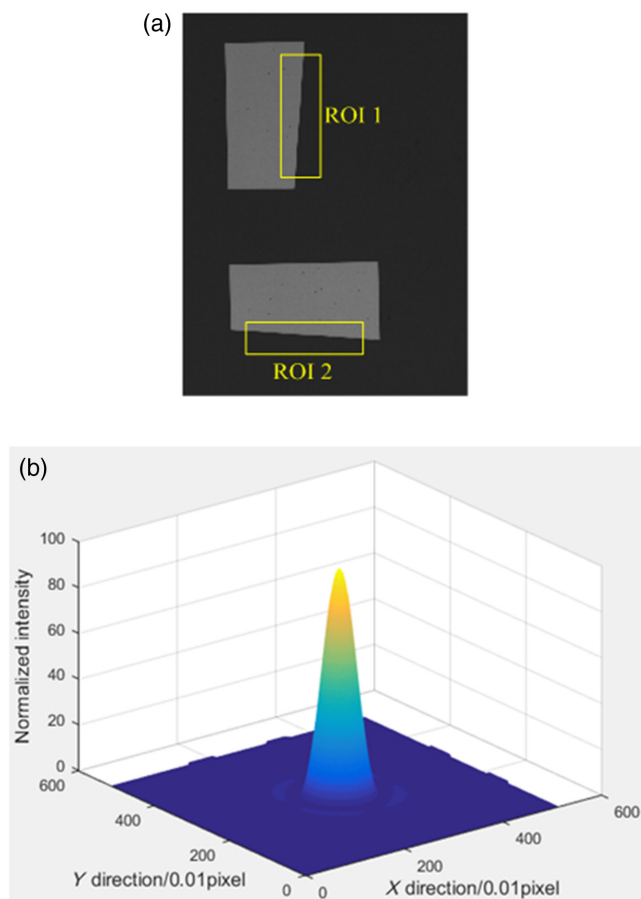 (a)
ROI 1
ROI 2
(b)
Normalized intensity
100
80
60
40
20
0
600
400
200
0
Y direction/0.01pixel
0
200
400
600
X direction/0.01pixel